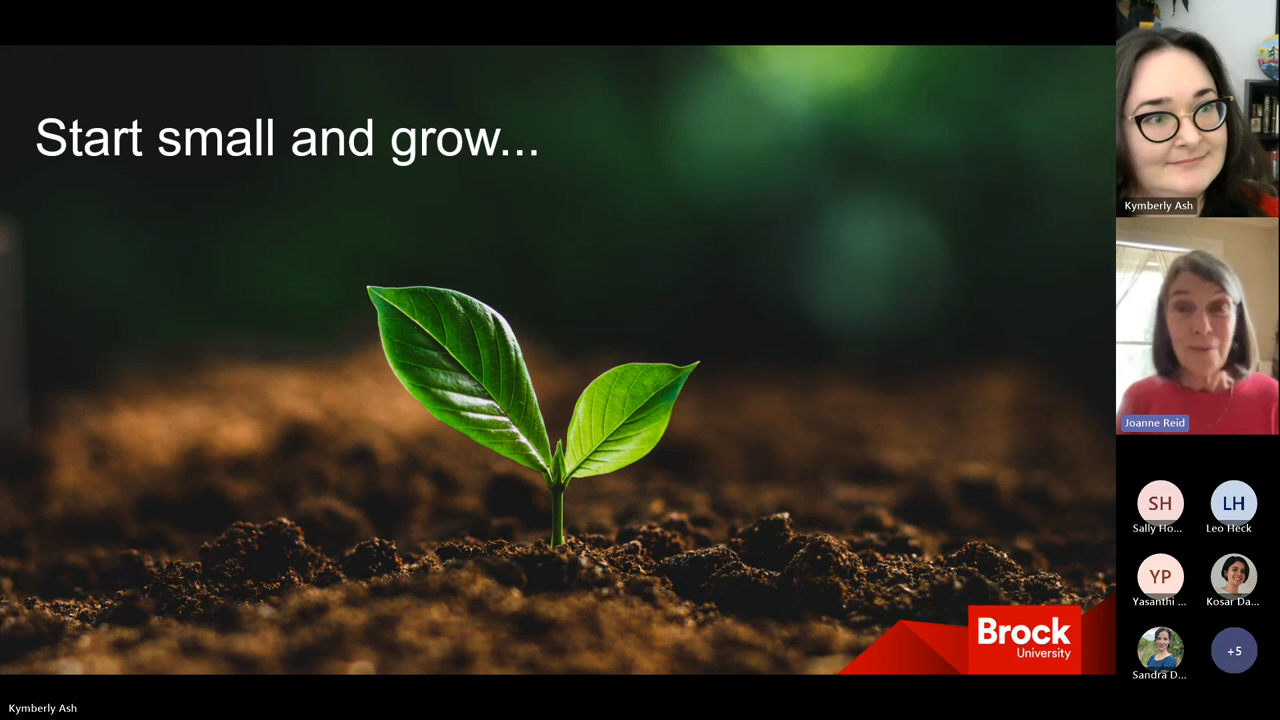 Start small and grow...
Brock
University
Kymberly Ash
Joanne Reid
SH
LH
Sally Ho...
Leo Heck
YP
Yasanthi ...
Kosar Da...
Sandra D...
+5
Kymberly Ash